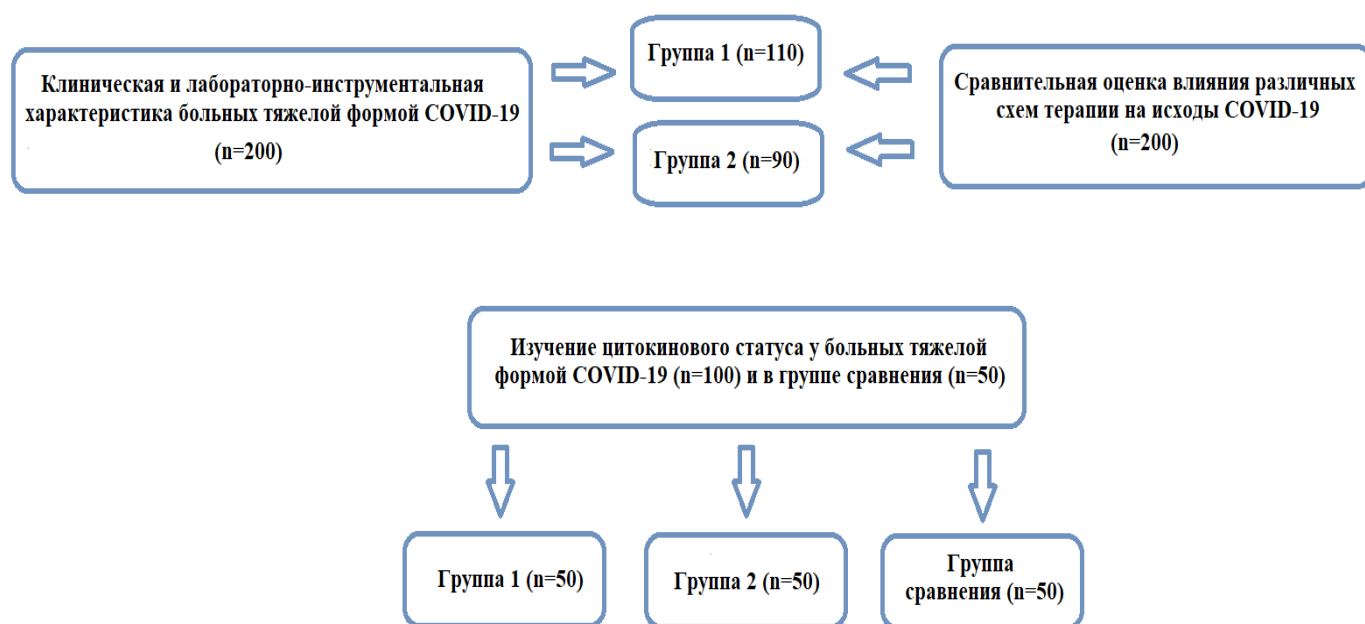 Клиническая и лабораторно-инструментальная
характеристика больных тяжелой формой COVID-19
(n=200)
Группа 1 (n=110)
Группа 2 (n=90)
Сравнительная оценка влияния различных
схем терапии на исходы COVID-19
(n=200)
Изучение цитокинового статуса у больных тяжелой
формой COVID-19 (n=100) и в группе сравнения (n=50)
Группа 1 (n=50)
Группа 2 (n=50)
Группа
сравнения (n=50)